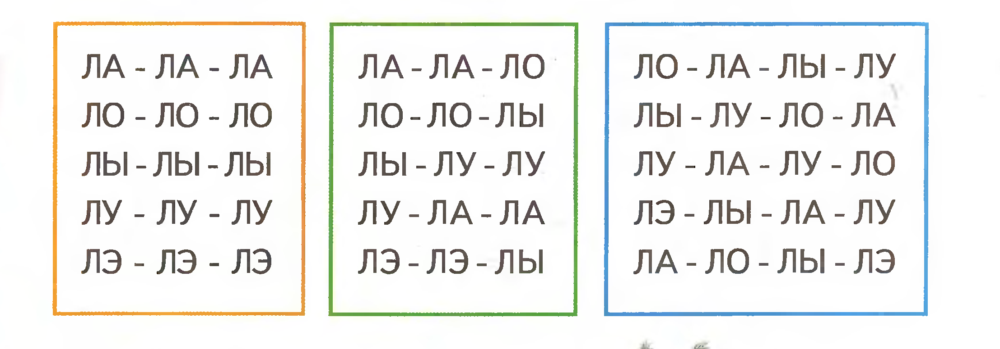 ЛА - ЛА - ЛА
ЛО - ЛО - ЛО
ЛЫ - ЛЫ - ЛЫ
ЛУ - ЛУ - ЛУ
ЛЭ - ЛЭ - ЛЭ
ЛА - ЛА - ЛО
ЛО - ЛО - ЛЫ
ЛЫ - ЛУ - ЛУ
ЛУ - ЛА - ЛА
ЛЭ - ЛЭ - ЛЫ
ЛО - ЛА - ЛЫ - ЛУ
ЛЫ - ЛУ - ЛО - ЛА
ЛУ - ЛА - ЛУ - ЛО
ЛЭ - ЛЫ - ЛА - ЛУ
ЛА - ЛО - ЛЫ - ЛЭ